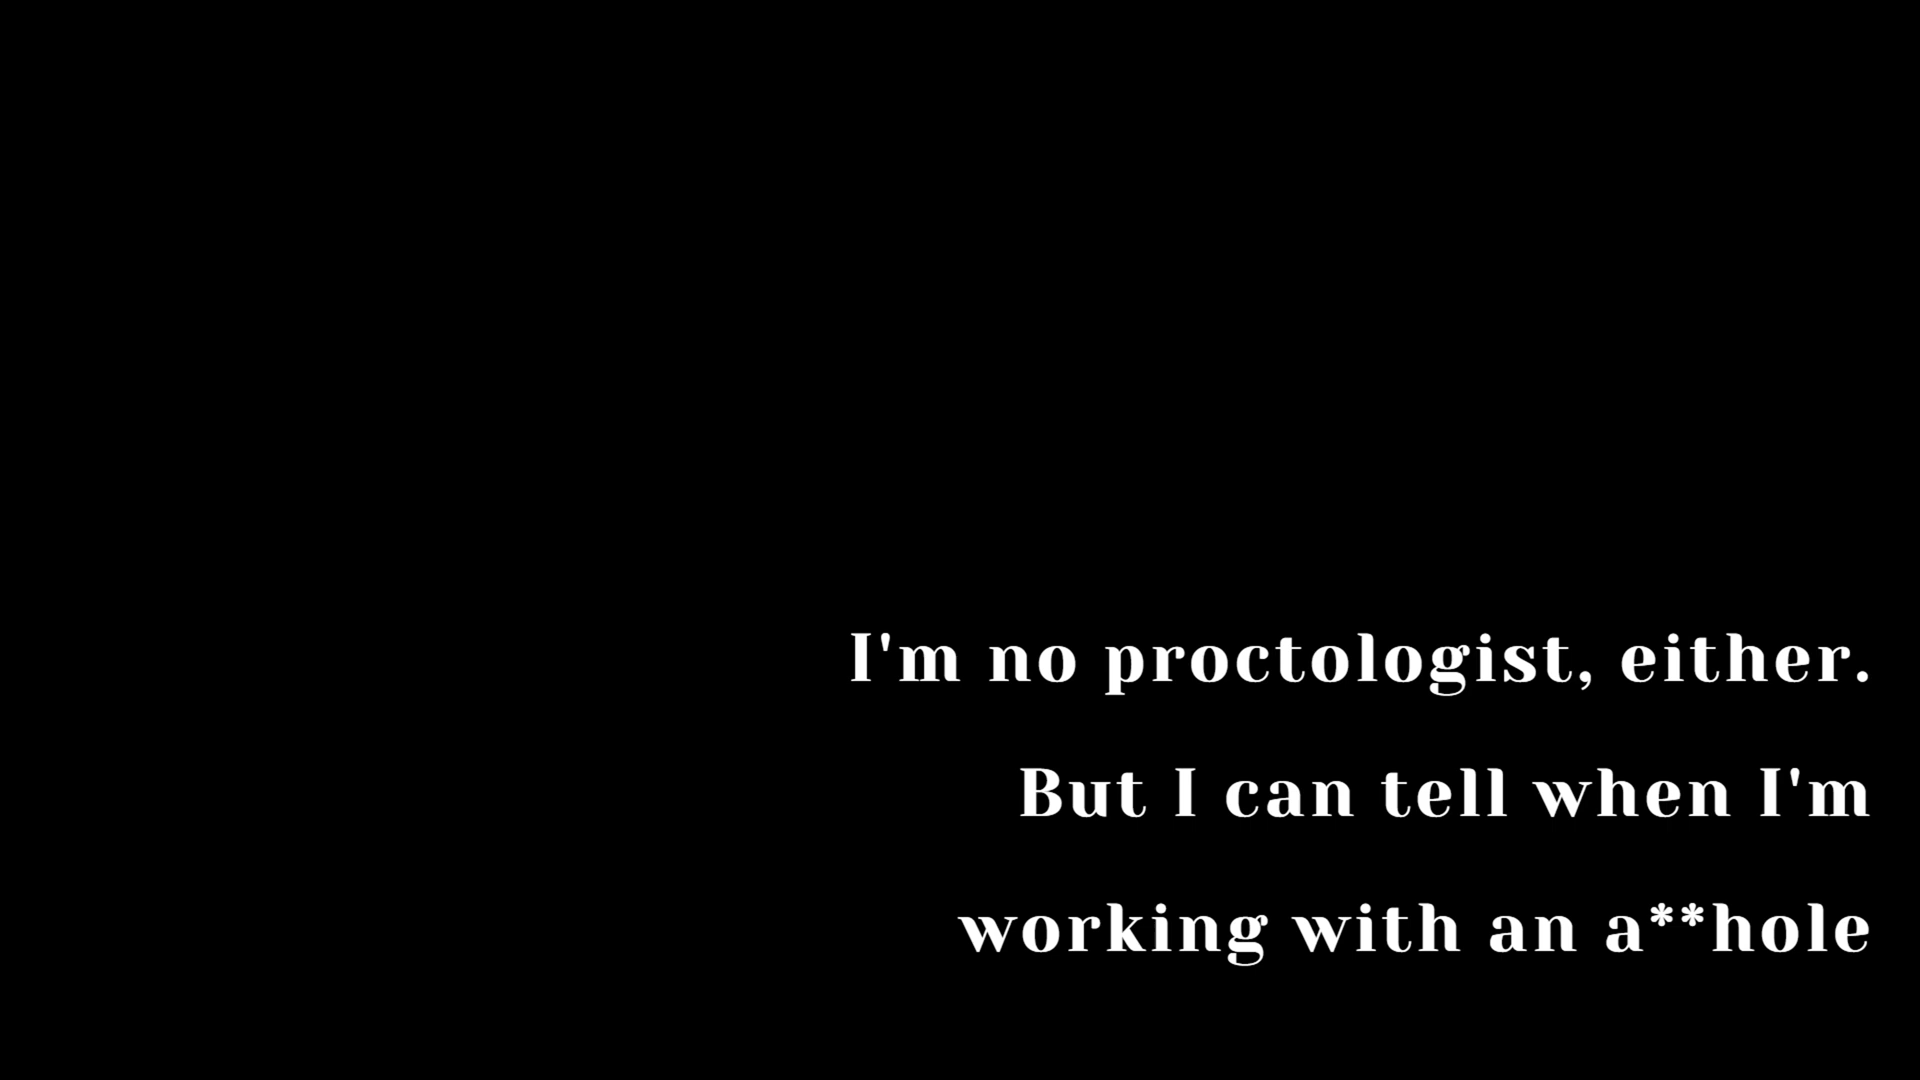 I'm no proctologist, either.
But I can tell when I'm
working with an a**hole